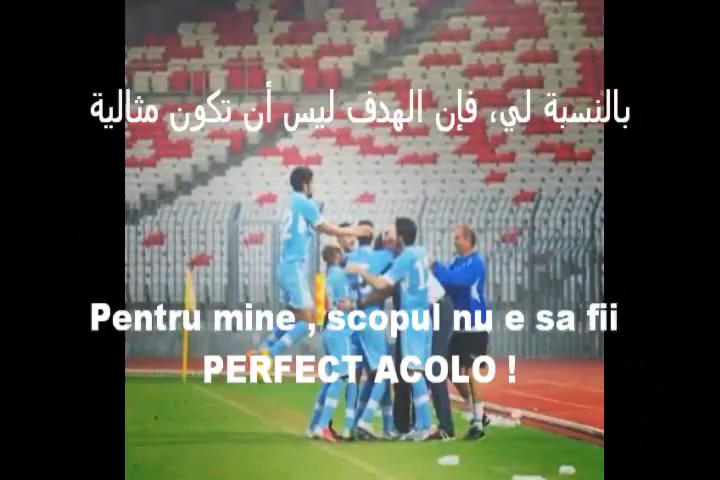 بالنسبة لي، فإن الهدف ليس أن تكون مثالية
Pentru mine , scopul nu e sa fii
PERFECT ACOLO !